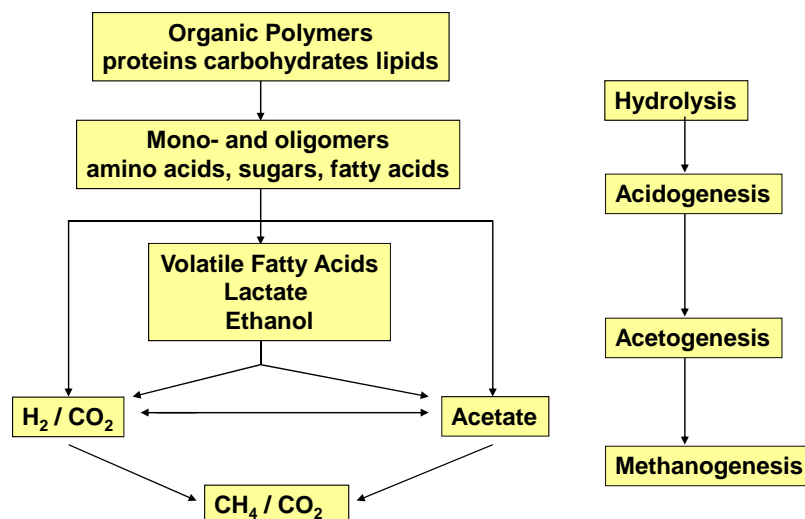 Organic Polymers
proteins carbohydrates lipids
Mono- and oligomers
amino acids, sugars, fatty acids
Volatile Fatty Acids
Lactate
Ethanol
H₂ / CO₂
Acetate
CH₄ / CO₂
Hydrolysis
Acidogenesis
Acetogenesis
Methanogenesis